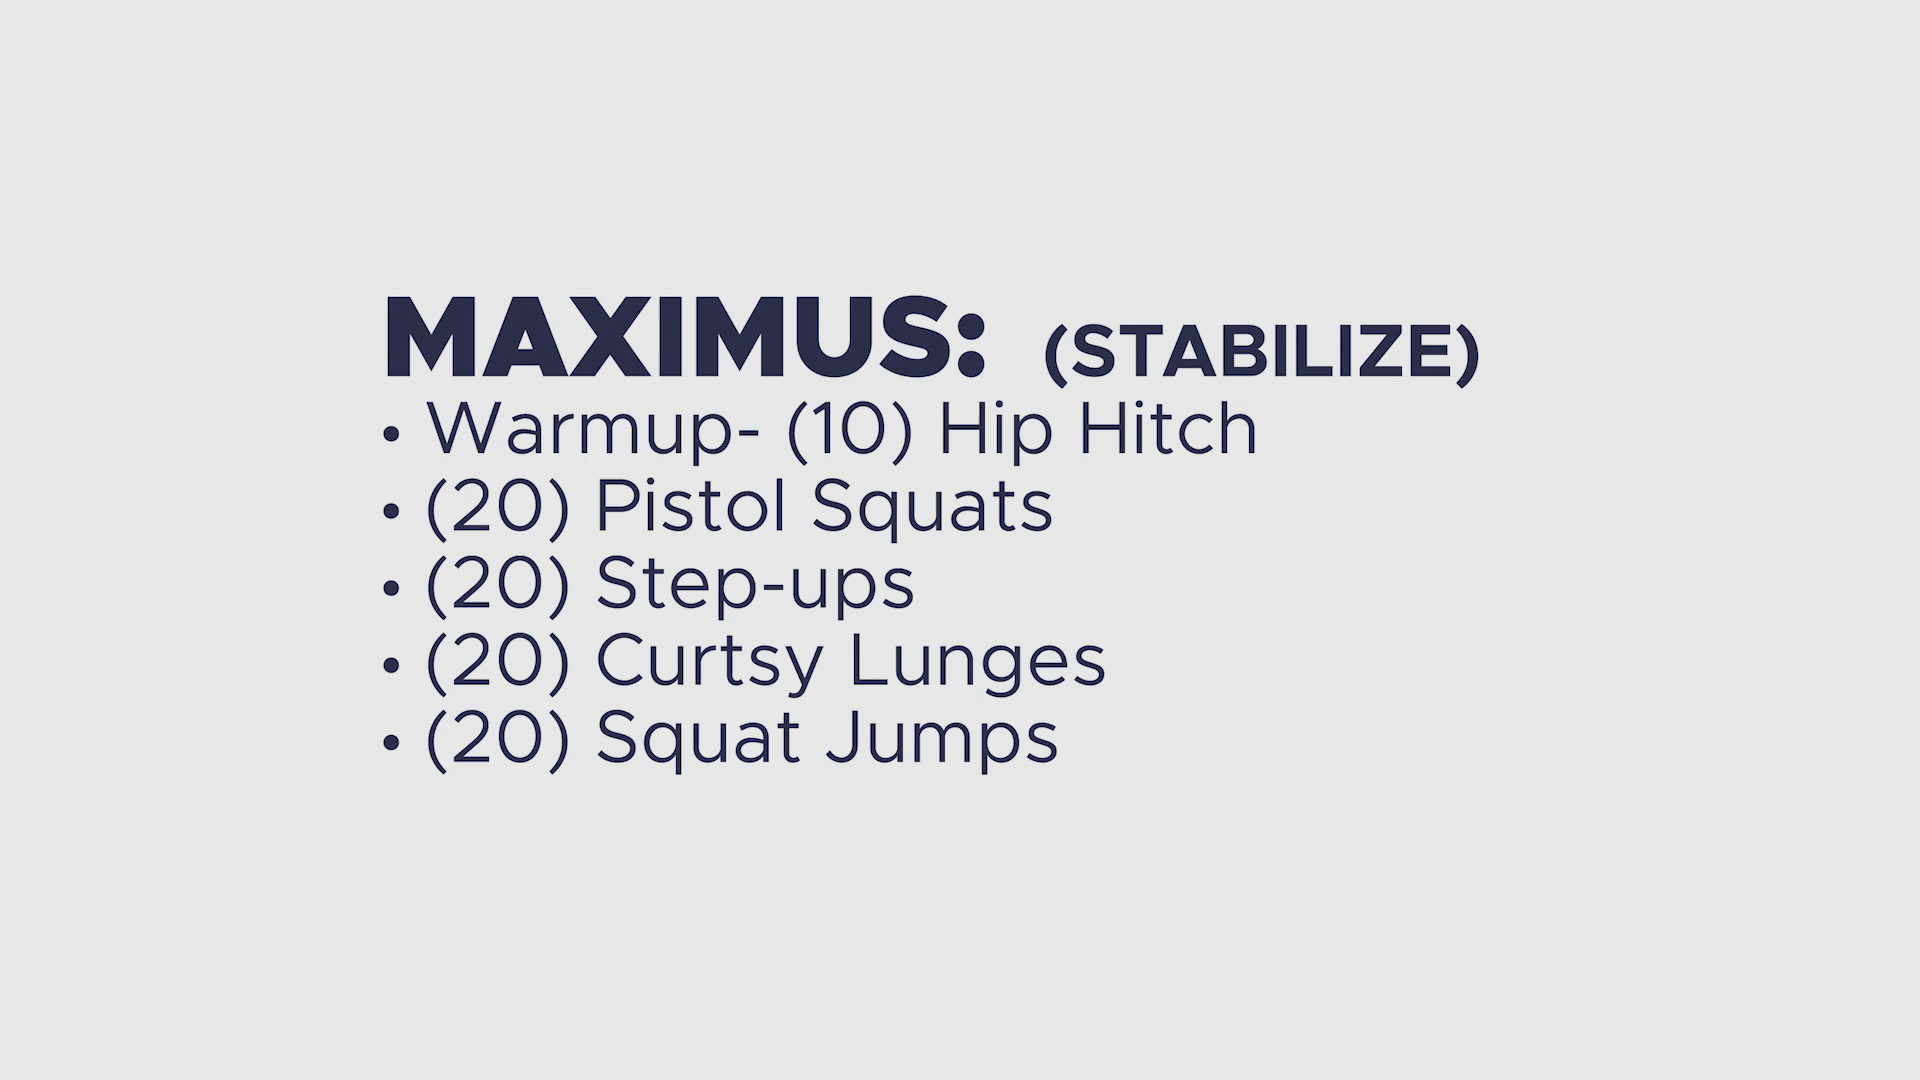 MAXIMUS: (STABILIZE)
• Warmup- (10) Hip Hitch
• (20) Pistol Squats
• (20) Step-ups
• (20) Curtsy Lunges
• (20) Squat Jumps